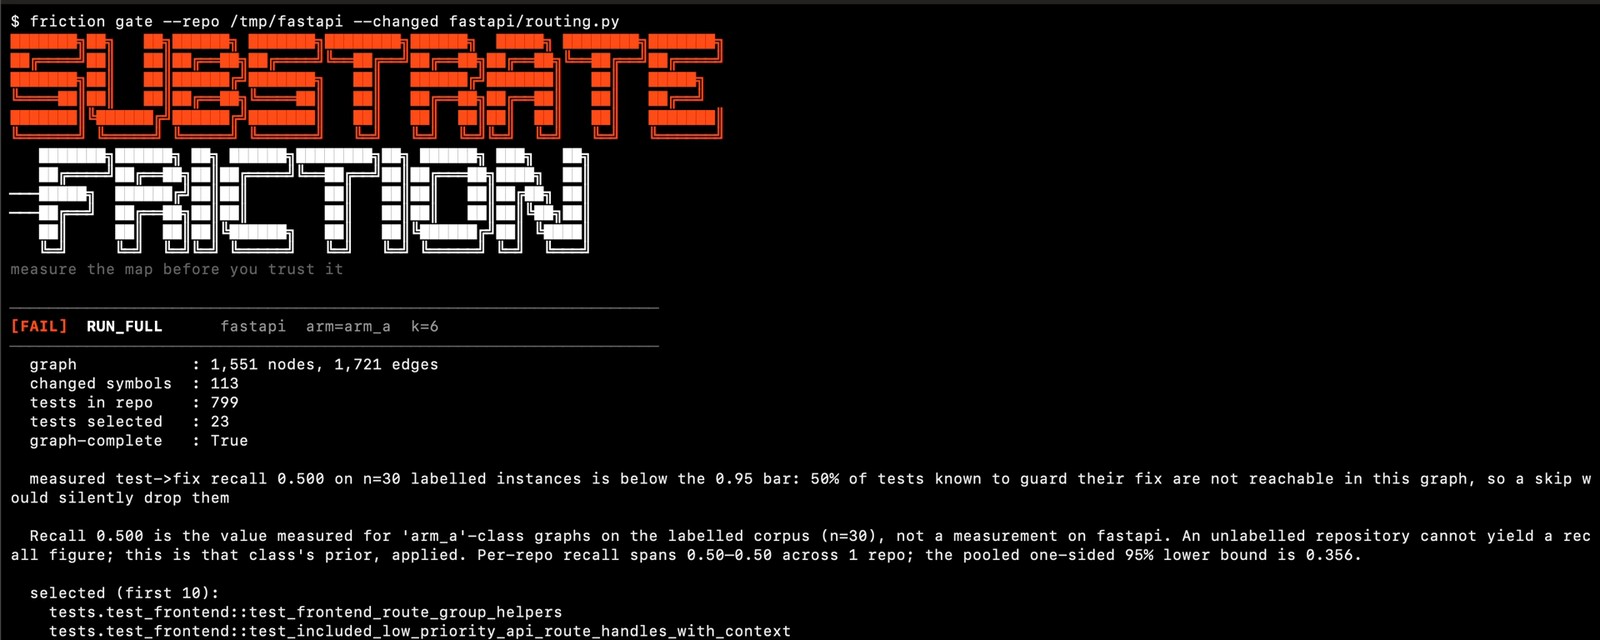 $ friction gate --repo /tmp/fastapi --changed fastapi/routing.py
SUBSTRATE
FRICTION
measure the map before you trust it
[FAIL]  RUN_FULL      fastapi  arm=arm_a  k=6
graph            : 1,551 nodes, 1,721 edges
changed symbols  : 113
tests in repo    : 799
tests selected   : 23
graph-complete   : True
measured test->fix recall 0.500 on n=30 labelled instances is below the 0.95 bar: 50% of tests known to guard their fix are not reachable in this graph, so a skip w
ould silently drop them
Recall 0.500 is the value measured for 'arm_a'-class graphs on the labelled corpus (n=30), not a measurement on fastapi. An unlabelled repository cannot yield a rec
all figure; this is that class's prior, applied. Per-repo recall spans 0.50–0.50 across 1 repo; the pooled one-sided 95% lower bound is 0.356.
selected (first 10):
tests.test_frontend::test_frontend_route_group_helpers
tests.test_frontend::test_included_low_priority_api_route_handles_with_context